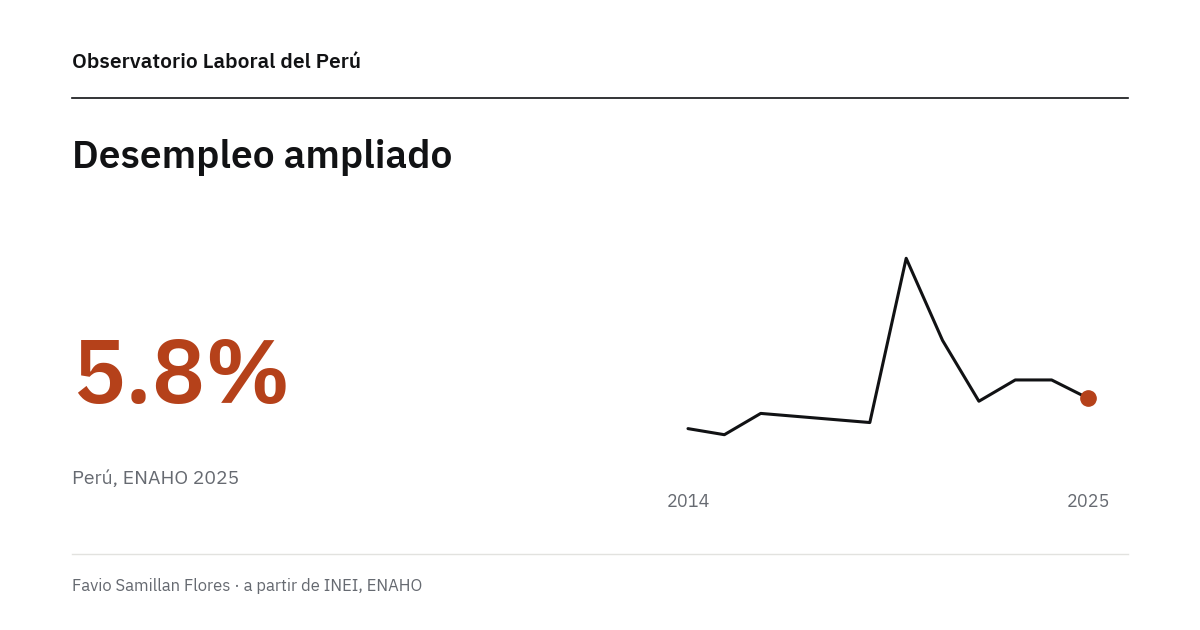 Observatorio Laboral del Perú
Desempleo ampliado
5.8%
Perú, ENAHO 2025
2014
2025
Favio Samillan Flores · a partir de INEI, ENAHO